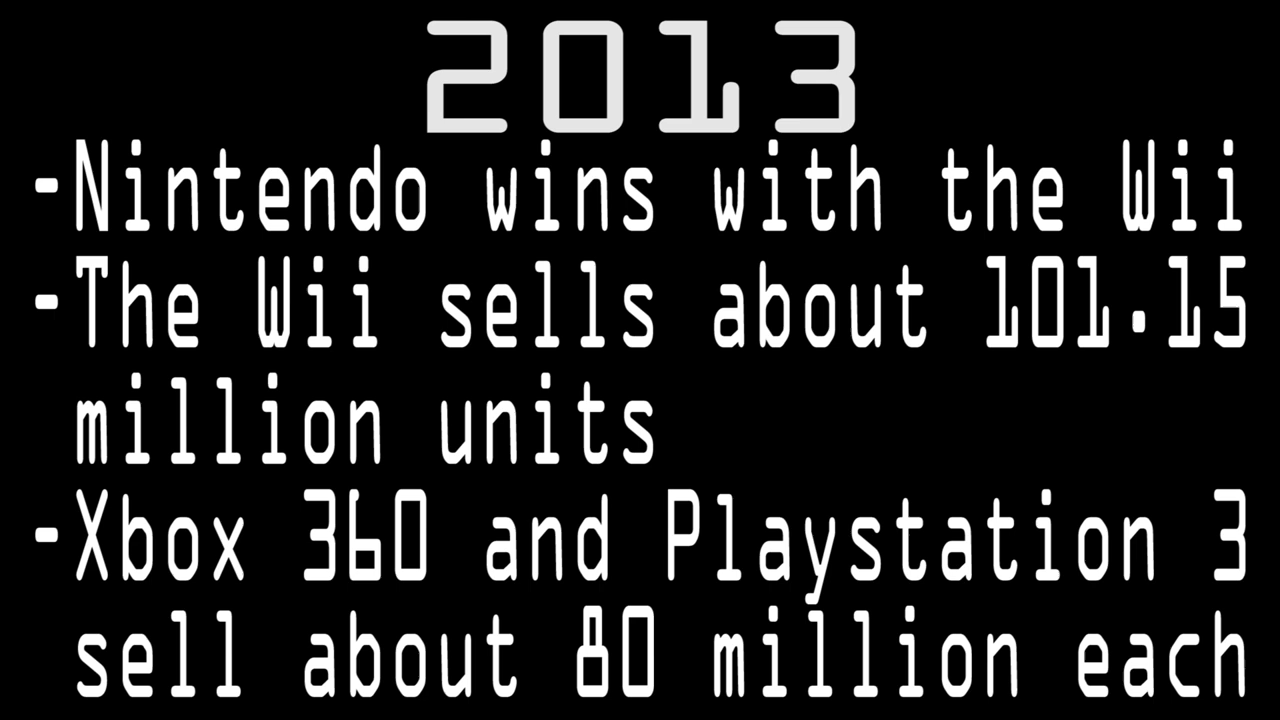 2013
-Nintendo wins with the Wii
-The Wii sells about 101.15
million units
-Xbox 360 and Playstation 3
sell about 80 million each